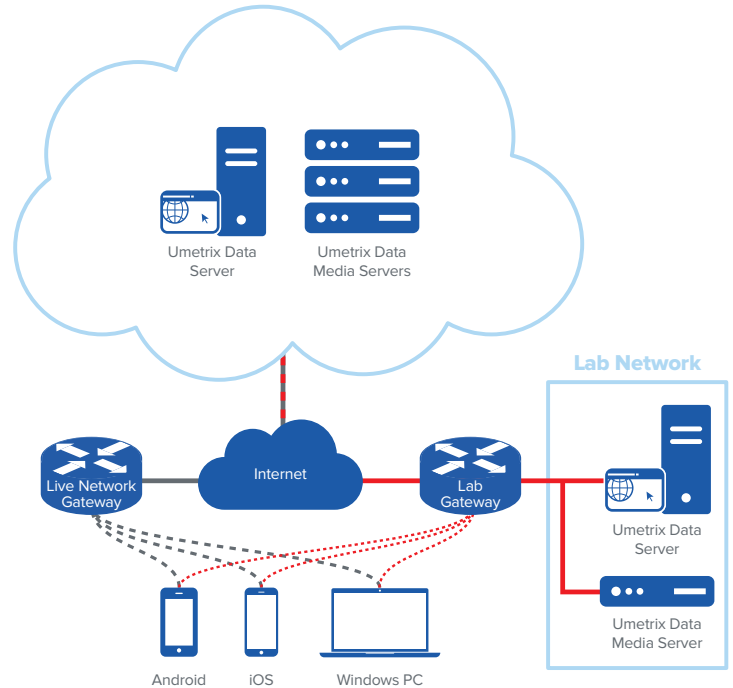 Umetrix Data
Server
Umetrix Data
Media Servers
Lab Network
Live Network
Gateway
Internet
Lab
Gateway
Umetrix Data
Server
Umetrix Data
Media Server
Android
iOS
Windows PC